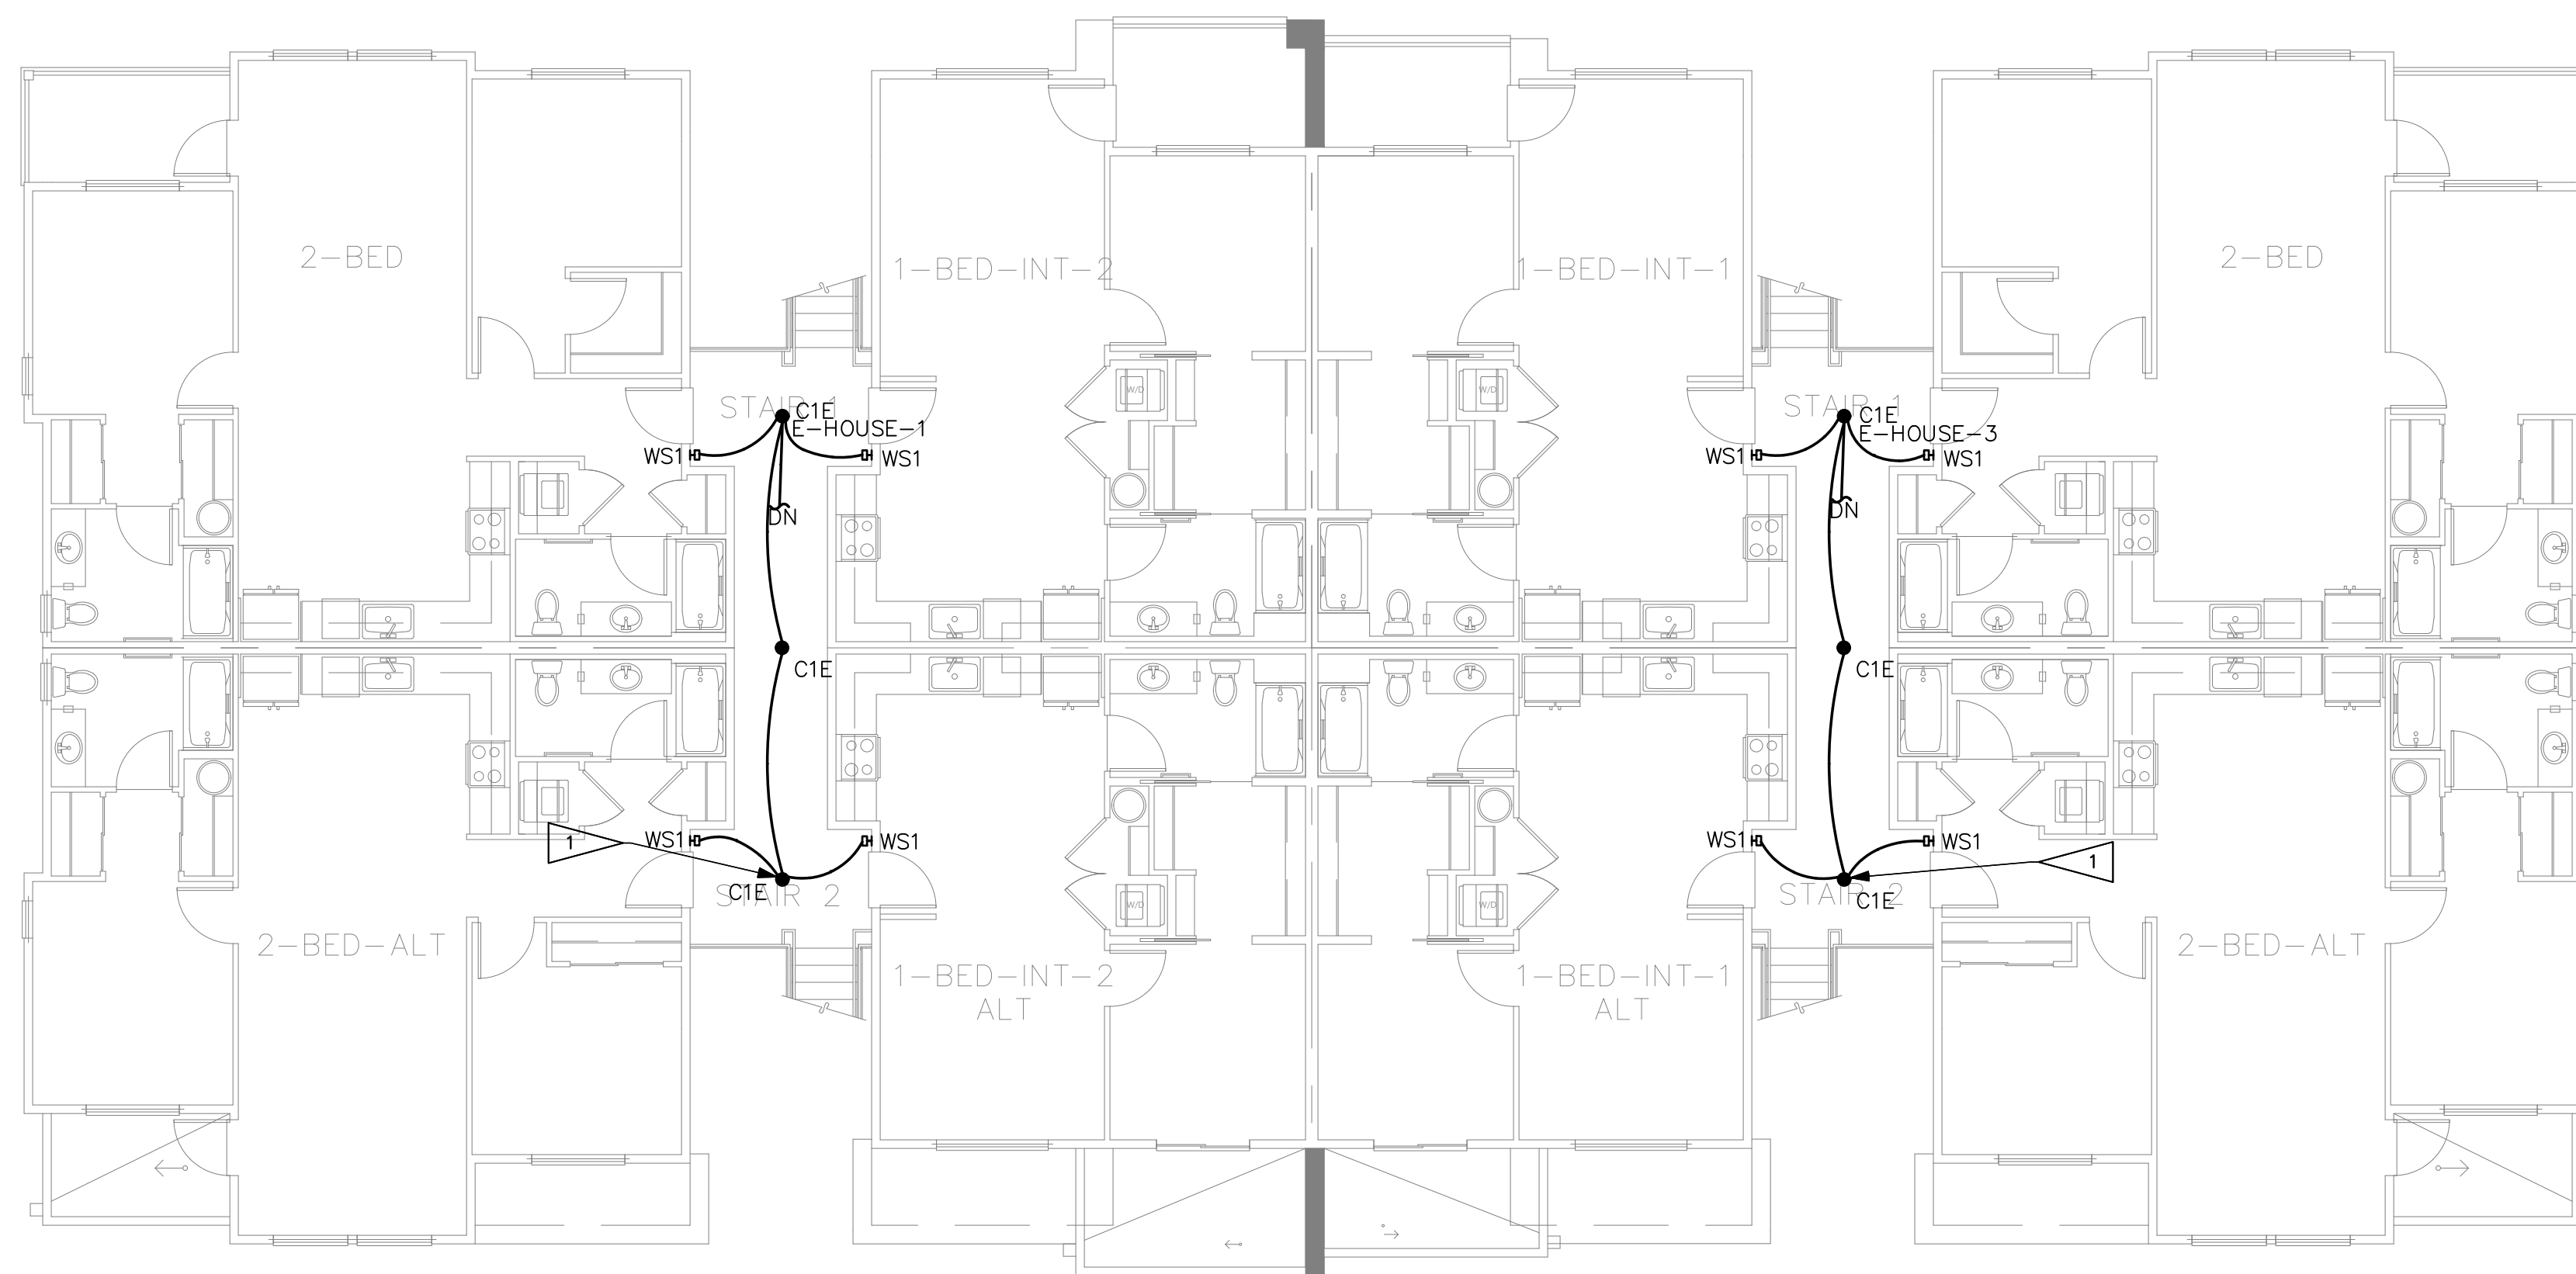 2-BED
1-BED-INT-2
1-BED-INT-1
2-BED
W/D
W/D
STAIR 1
C1E
E-HOUSE-1
STAIR 1
C1E
E-HOUSE-3
WS1
WS1
WS1
WS1
DN
DN
C1E
C1E
1
WS1
WS1
WS1
WS1
1
STAIR 2
C1E
STAIR 2
C1E
W/D
W/D
2-BED-ALT
1-BED-INT-2
ALT
1-BED-INT-1
ALT
2-BED-ALT